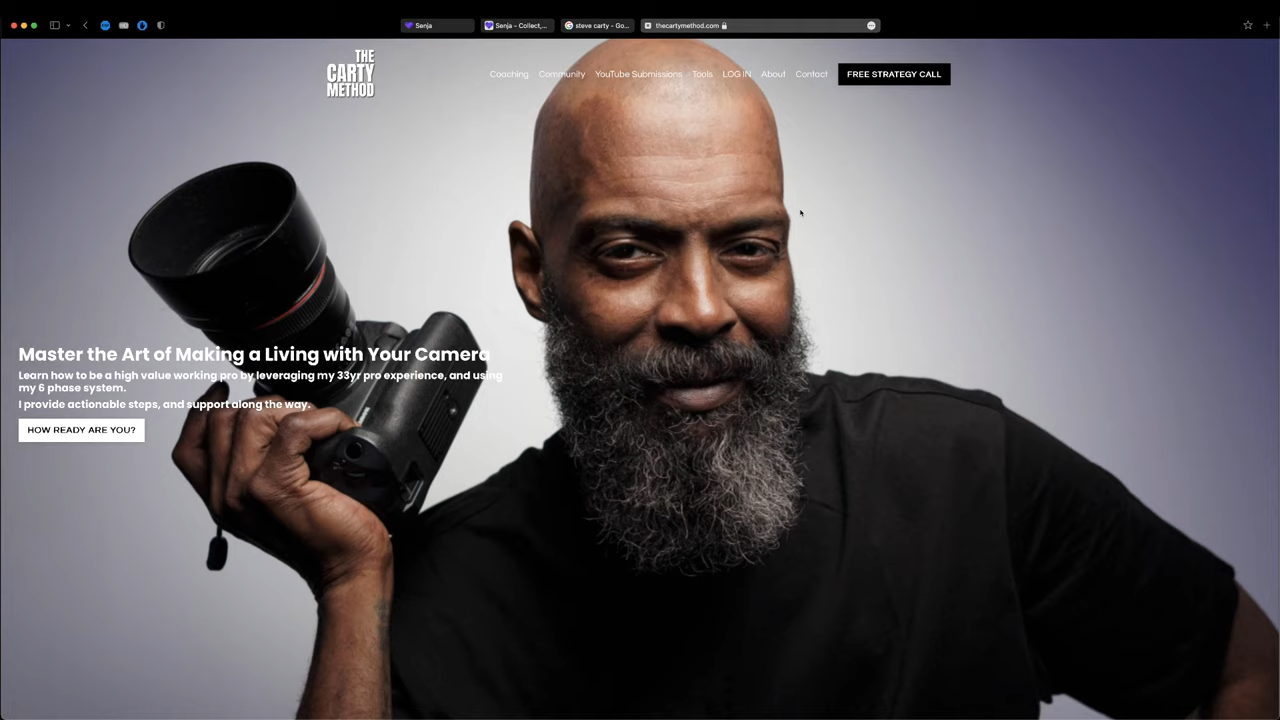 Senja
Senja – Collect,...
steve carty - Go...
thecartymethod.com
THE
CARTY
METHOD
Coaching
Community
YouTube Submissions
Tools
LOG IN
About
Contact
FREE STRATEGY CALL
Master the Art of Making a Living with Your Camera
Learn how to be a high value working pro by leveraging my 33yr pro experience, and using
my 6 phase system.
I provide actionable steps, and support along the way.
HOW READY ARE YOU?